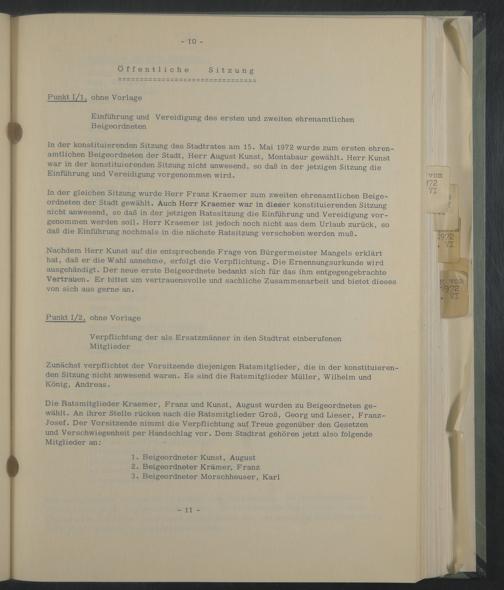 - 10 -
Öffentliche Sitzung
Punkt I/1, ohne Vorlage
Einführung und Vereidigung des ersten und zweiten ehrenamtlichen
Beigeordneten
In der konstituierenden Sitzung des Stadtrates am 15. Mai 1972 wurde zum ersten ehren-
amtlichen Beigeordneten der Stadt, Herr August Kunst, Montabaur gewählt. Herr Kunst
war in der konstituierenden Sitzung nicht anwesend, so daß in der jetzigen Sitzung die
Einführung und Vereidigung vorgenommen wird.
In der gleichen Sitzung wurde Herr Franz Kraemer zum zweiten ehrenamtlichen Beige-
ordneten der Stadt gewählt. Auch Herr Kraemer war in dieser konstituierenden Sitzung
nicht anwesend, so daß in der jetzigen Ratssitzung die Einführung und Vereidigung vor-
genommen werden soll. Herr Kraemer ist jedoch noch nicht aus dem Urlaub zurück, so
daß die Einführung nochmals in die nächste Ratsitzung verschoben werden muß.
Nachdem Herr Kunst auf die entsprechende Frage von Bürgermeister Mangels erklärt
hat, daß er die Wahl annehme, erfolgt die Verpflichtung. Die Ernennungsurkunde wird
ausgehändigt. Der neue erste Beigeordnete bedankt sich für das ihm entgegengebrachte
Vertrauen. Er bittet um vertrauensvolle und sachliche Zusammenarbeit und bietet dieses
von sich aus gerne an.
Punkt I/2, ohne Vorlage
Verpflichtung der als Ersatzmänner in den Stadtrat einberufenen
Mitglieder
Zunächst verpflichtet der Vorsitzende diejenigen Ratsmitglieder, die in der konstituieren-
den Sitzung nicht anwesend waren. Es sind die Ratsmitglieder Müller, Wilhelm und
König, Andreas.
Die Ratsmitglieder Kraemer, Franz und Kunst, August wurden zu Beigeordneten ge-
wählt. An ihrer Stelle rücken nach die Ratsmitglieder Groß, Georg und Lieser, Franz-
Josef. Der Vorsitzende nimmt die Verpflichtung auf Treue gegenüber den Gesetzen
und Verschwiegenheit per Handschlag vor. Dem Stadtrat gehören jetzt also folgende
Mitglieder an:
1. Beigeordneter Kunst, August
2. Beigeordneter Krämer, Franz
3. Beigeordneter Morschheuser, Karl
- 11 -